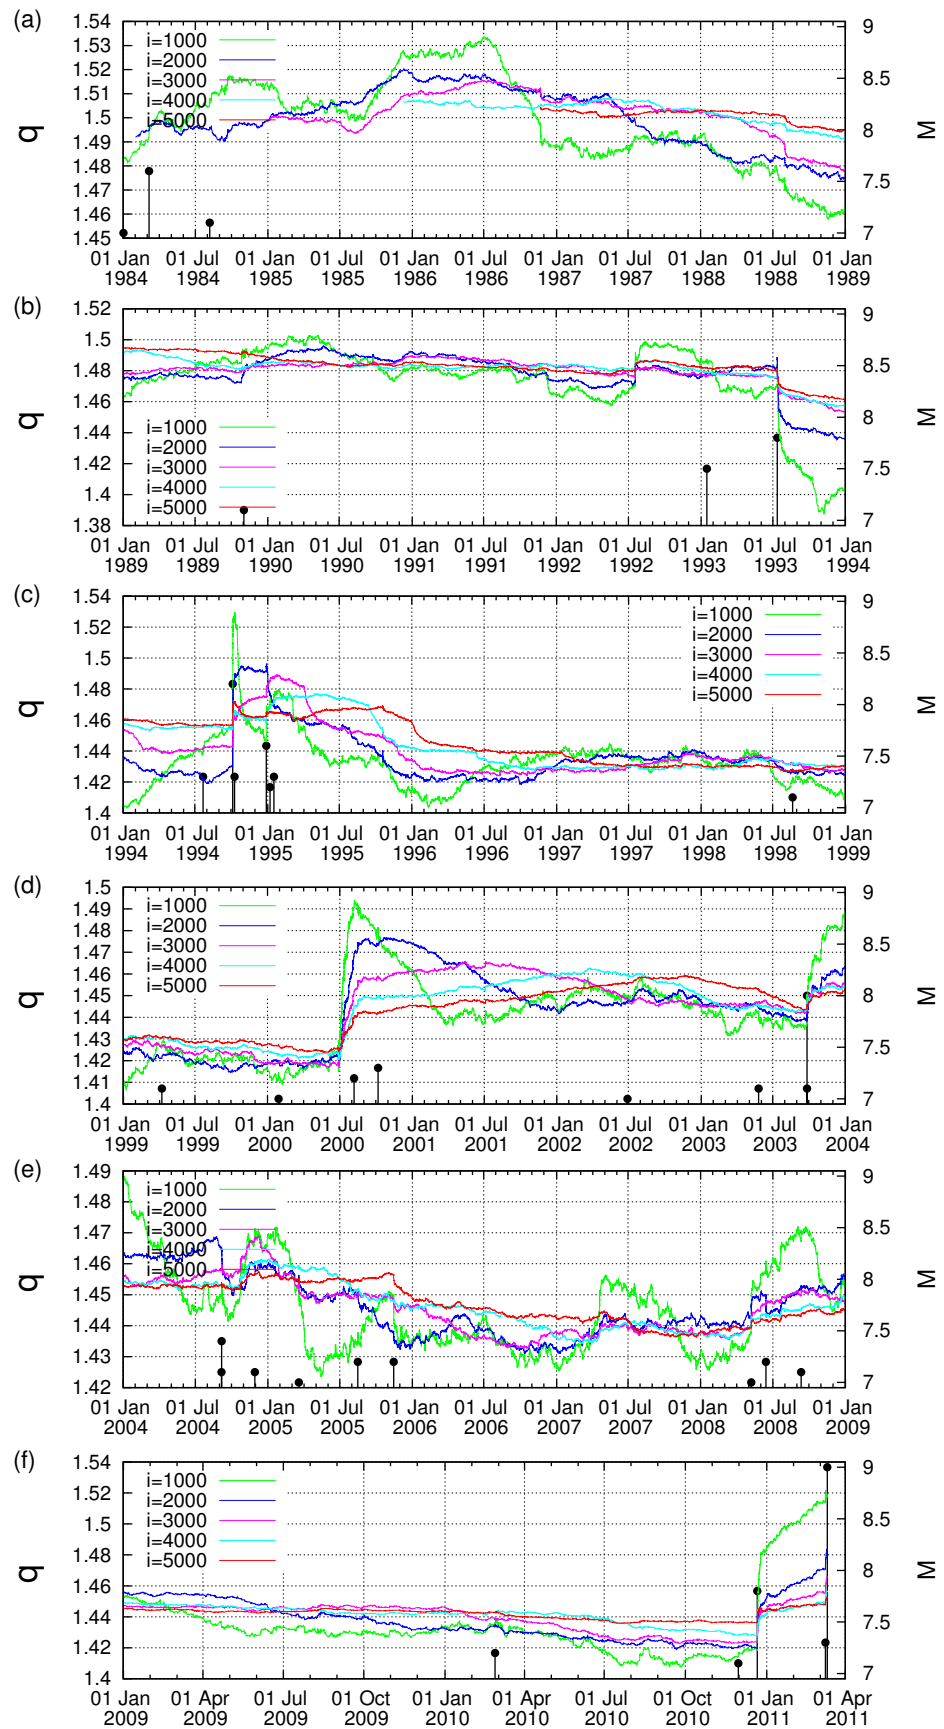 (a)
1.54
1.53
1.52
1.51
1.5
1.49
1.48
1.47
1.46
1.45
q
i=1000
i=2000
i=3000
i=4000
i=5000
9
8.5
8
7.5
7
M
01 Jan 01 Jul 01 Jan 01 Jul 01 Jan 01 Jul 01 Jan 01 Jul 01 Jan 01 Jul 01 Jan
1984 1984 1985 1985 1986 1986 1987 1987 1988 1988 1989
(b)
1.52
1.5
1.48
1.46
1.44
1.42
1.4
1.38
q
i=1000
i=2000
i=3000
i=4000
i=5000
9
8.5
8
7.5
7
M
01 Jan 01 Jul 01 Jan 01 Jul 01 Jan 01 Jul 01 Jan 01 Jul 01 Jan 01 Jul 01 Jan
1989 1989 1990 1990 1991 1991 1992 1992 1993 1993 1994
(c)
1.54
1.52
1.5
1.48
1.46
1.44
1.42
1.4
q
i=1000
i=2000
i=3000
i=4000
i=5000
9
8.5
8
7.5
7
M
01 Jan 01 Jul 01 Jan 01 Jul 01 Jan 01 Jul 01 Jan 01 Jul 01 Jan 01 Jul 01 Jan
1994 1994 1995 1995 1996 1996 1997 1997 1998 1998 1999
(d)
1.5
1.49
1.48
1.47
1.46
1.45
1.44
1.43
1.42
1.41
1.4
q
i=1000
i=2000
i=3000
i=4000
i=5000
9
8.5
8
7.5
7
M
01 Jan 01 Jul 01 Jan 01 Jul 01 Jan 01 Jul 01 Jan 01 Jul 01 Jan 01 Jul 01 Jan
1999 1999 2000 2000 2001 2001 2002 2002 2003 2003 2004
(e)
1.49
1.48
1.47
1.46
1.45
1.44
1.43
1.42
q
i=1000
i=2000
i=3000
i=4000
i=5000
9
8.5
8
7.5
7
M
01 Jan 01 Jul 01 Jan 01 Jul 01 Jan 01 Jul 01 Jan 01 Jul 01 Jan 01 Jul 01 Jan
2004 2004 2005 2005 2006 2006 2007 2007 2008 2008 2009
(f)
1.54
1.52
1.5
1.48
1.46
1.44
1.42
1.4
q
i=1000
i=2000
i=3000
i=4000
i=5000
9
8.5
8
7.5
7
M
01 Jan 01 Apr 01 Jul 01 Oct 01 Jan 01 Apr 01 Jul 01 Oct 01 Jan 01 Apr
2009 2009 2009 2009 2010 2010 2010 2010 2011 2011